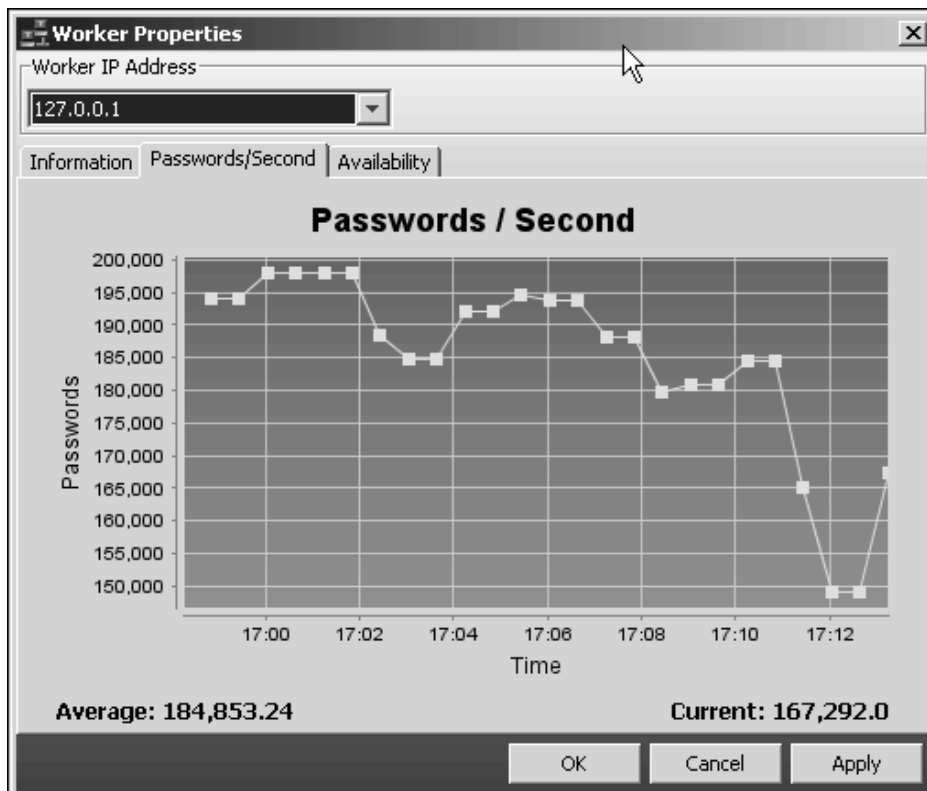 Worker Properties
Worker IP Address
127.0.0.1
Information Passwords/Second Availability
Passwords / Second
200,000
195,000
190,000
185,000
180,000
175,000
170,000
165,000
160,000
155,000
150,000
Passwords
17:00 17:02 17:04 17:06 17:08 17:10 17:12
Time
Average: 184,853.24 Current: 167,292.0
OK Cancel Apply